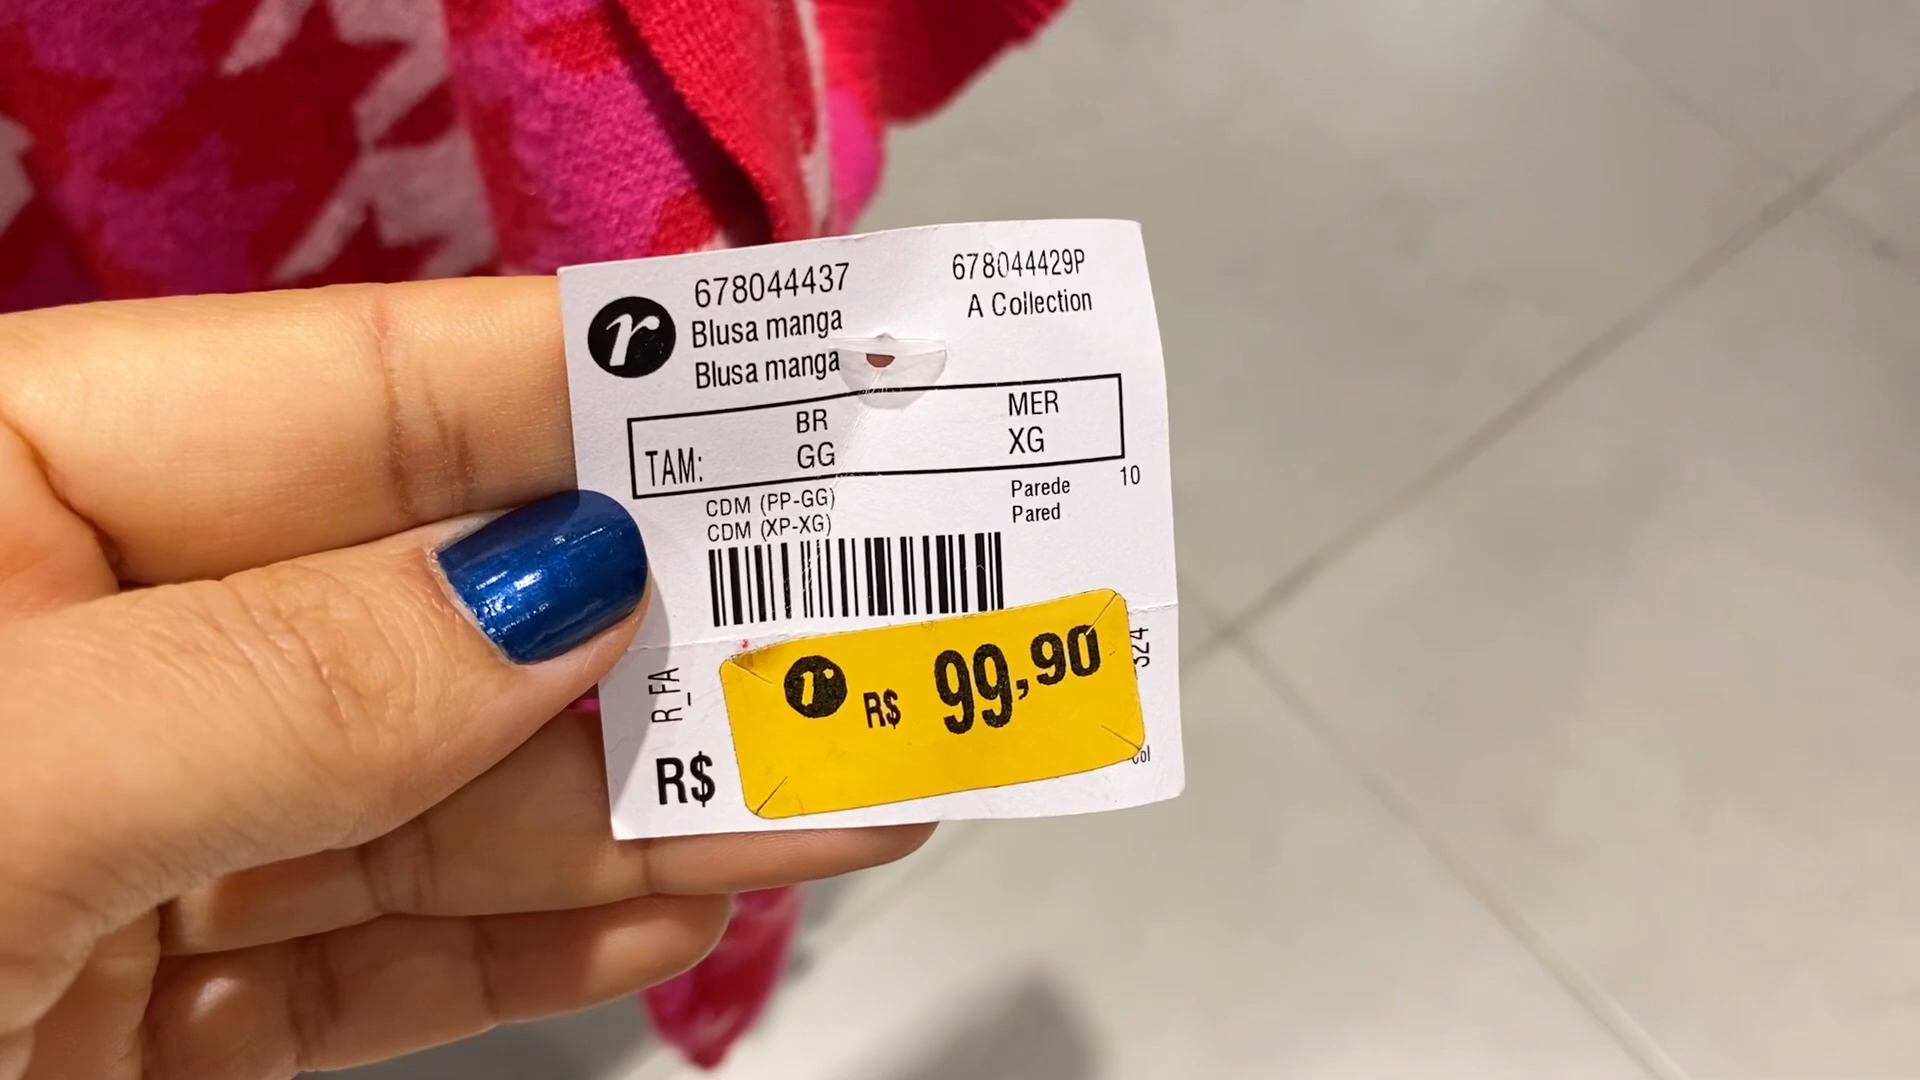 678044437
678044429P
r
Blusa manga
A Collection
Blusa manga
BR
MER
TAM:
GG
XG
CDM (PP-GG)
Parede
10
CDM (XP-XG)
Pared
R_FA
324
r R$ 99,90
R$